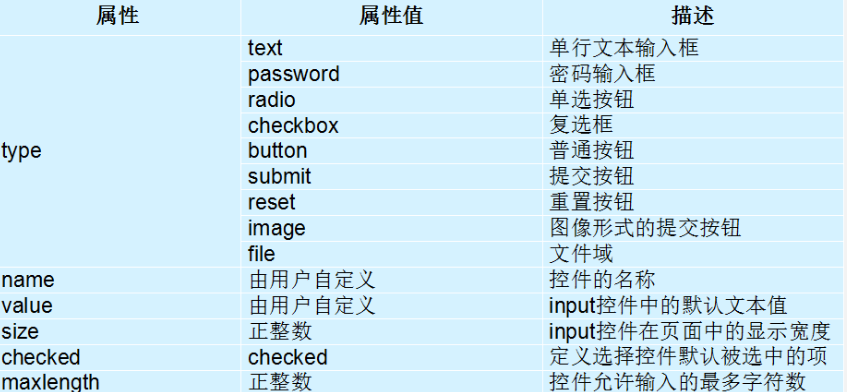 属性 属性值 描述
text 单行文本输入框
password 密码输入框
radio 单选按钮
checkbox 复选框
type button 普通按钮
submit 提交按钮
reset 重置按钮
image 图像形式的提交按钮
file 文件域
name 由用户自定义 控件的名称
value 由用户自定义 input控件中的默认文本值
size 正整数 input控件在页面中的显示宽度
checked checked 定义选择控件默认被选中的项
maxlength 正整数 控件允许输入的最多字符数